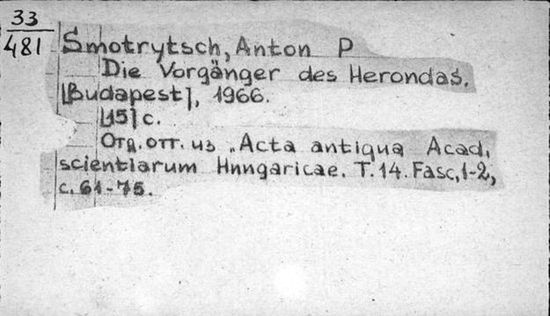 33
481
Smotrytsch, Anton P
Die Vorgänger des Herondas.
[Budapest], 1966.
[15] c.
Отд. отт. из „Acta antiqua Acad.
scientiarum Hnngaricae. T. 14. Fasc, 1-2,
c. 61-75.